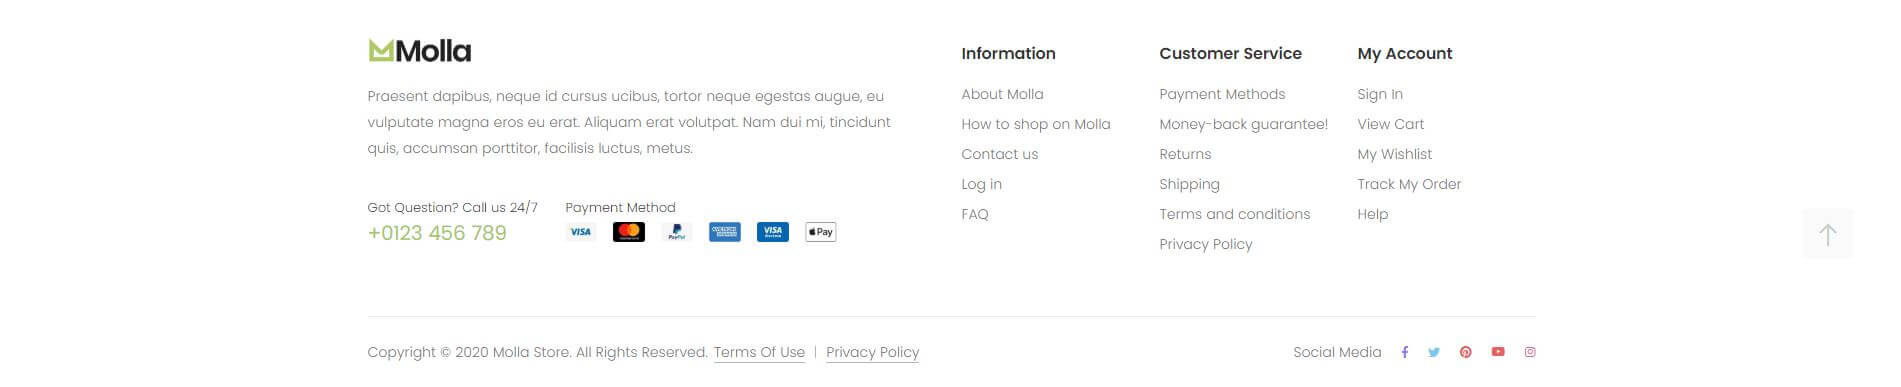 Molla
Praesent dapibus, neque id cursus ucibus, tortor neque egestas augue, eu
vulputate magna eros eu erat. Aliquam erat volutpat. Nam dui mi, tincidunt
quis, accumsan porttitor, facilisis luctus, metus.
Got Question? Call us 24/7
+0123 456 789
Payment Method
VISA
PayPal
VISA
Pay
Information
About Molla
How to shop on Molla
Contact us
Log in
FAQ
Customer Service
Payment Methods
Money-back guarantee!
Returns
Shipping
Terms and conditions
Privacy Policy
My Account
Sign In
View Cart
My Wishlist
Track My Order
Help
Copyright © 2020 Molla Store. All Rights Reserved. Terms Of Use | Privacy Policy
Social Media